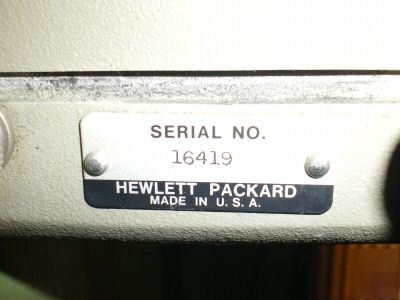 SERIAL NO.
16419
HEWLETT PACKARD
MADE IN U.S.A.